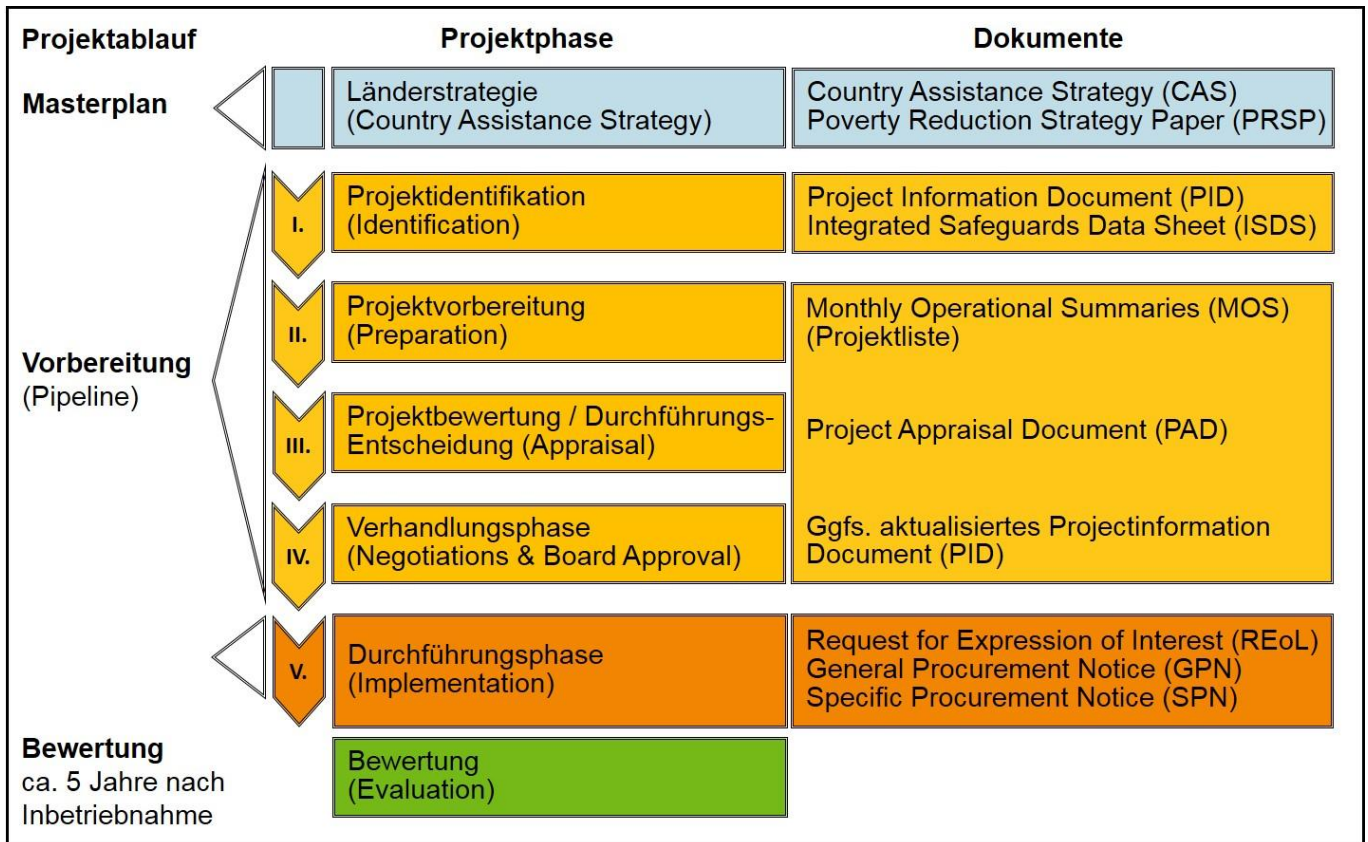 Projektablauf
Projektphase
Dokumente
Masterplan
Länderstrategie
(Country Assistance Strategy)
Country Assistance Strategy (CAS)
Poverty Reduction Strategy Paper (PRSP)
Vorbereitung
(Pipeline)
I.
Projektidentifikation
(Identification)
Project Information Document (PID)
Integrated Safeguards Data Sheet (ISDS)
II.
Projektvorbereitung
(Preparation)
Monthly Operational Summaries (MOS)
(Projektliste)
III.
Projektbewertung / Durchführungs-
Entscheidung (Appraisal)
Project Appraisal Document (PAD)
IV.
Verhandlungsphase
(Negotiations & Board Approval)
Ggfs. aktualisiertes Projectinformation
Document (PID)
V.
Durchführungsphase
(Implementation)
Request for Expression of Interest (REoL)
General Procurement Notice (GPN)
Specific Procurement Notice (SPN)
Bewertung
ca. 5 Jahre nach
Inbetriebnahme
Bewertung
(Evaluation)